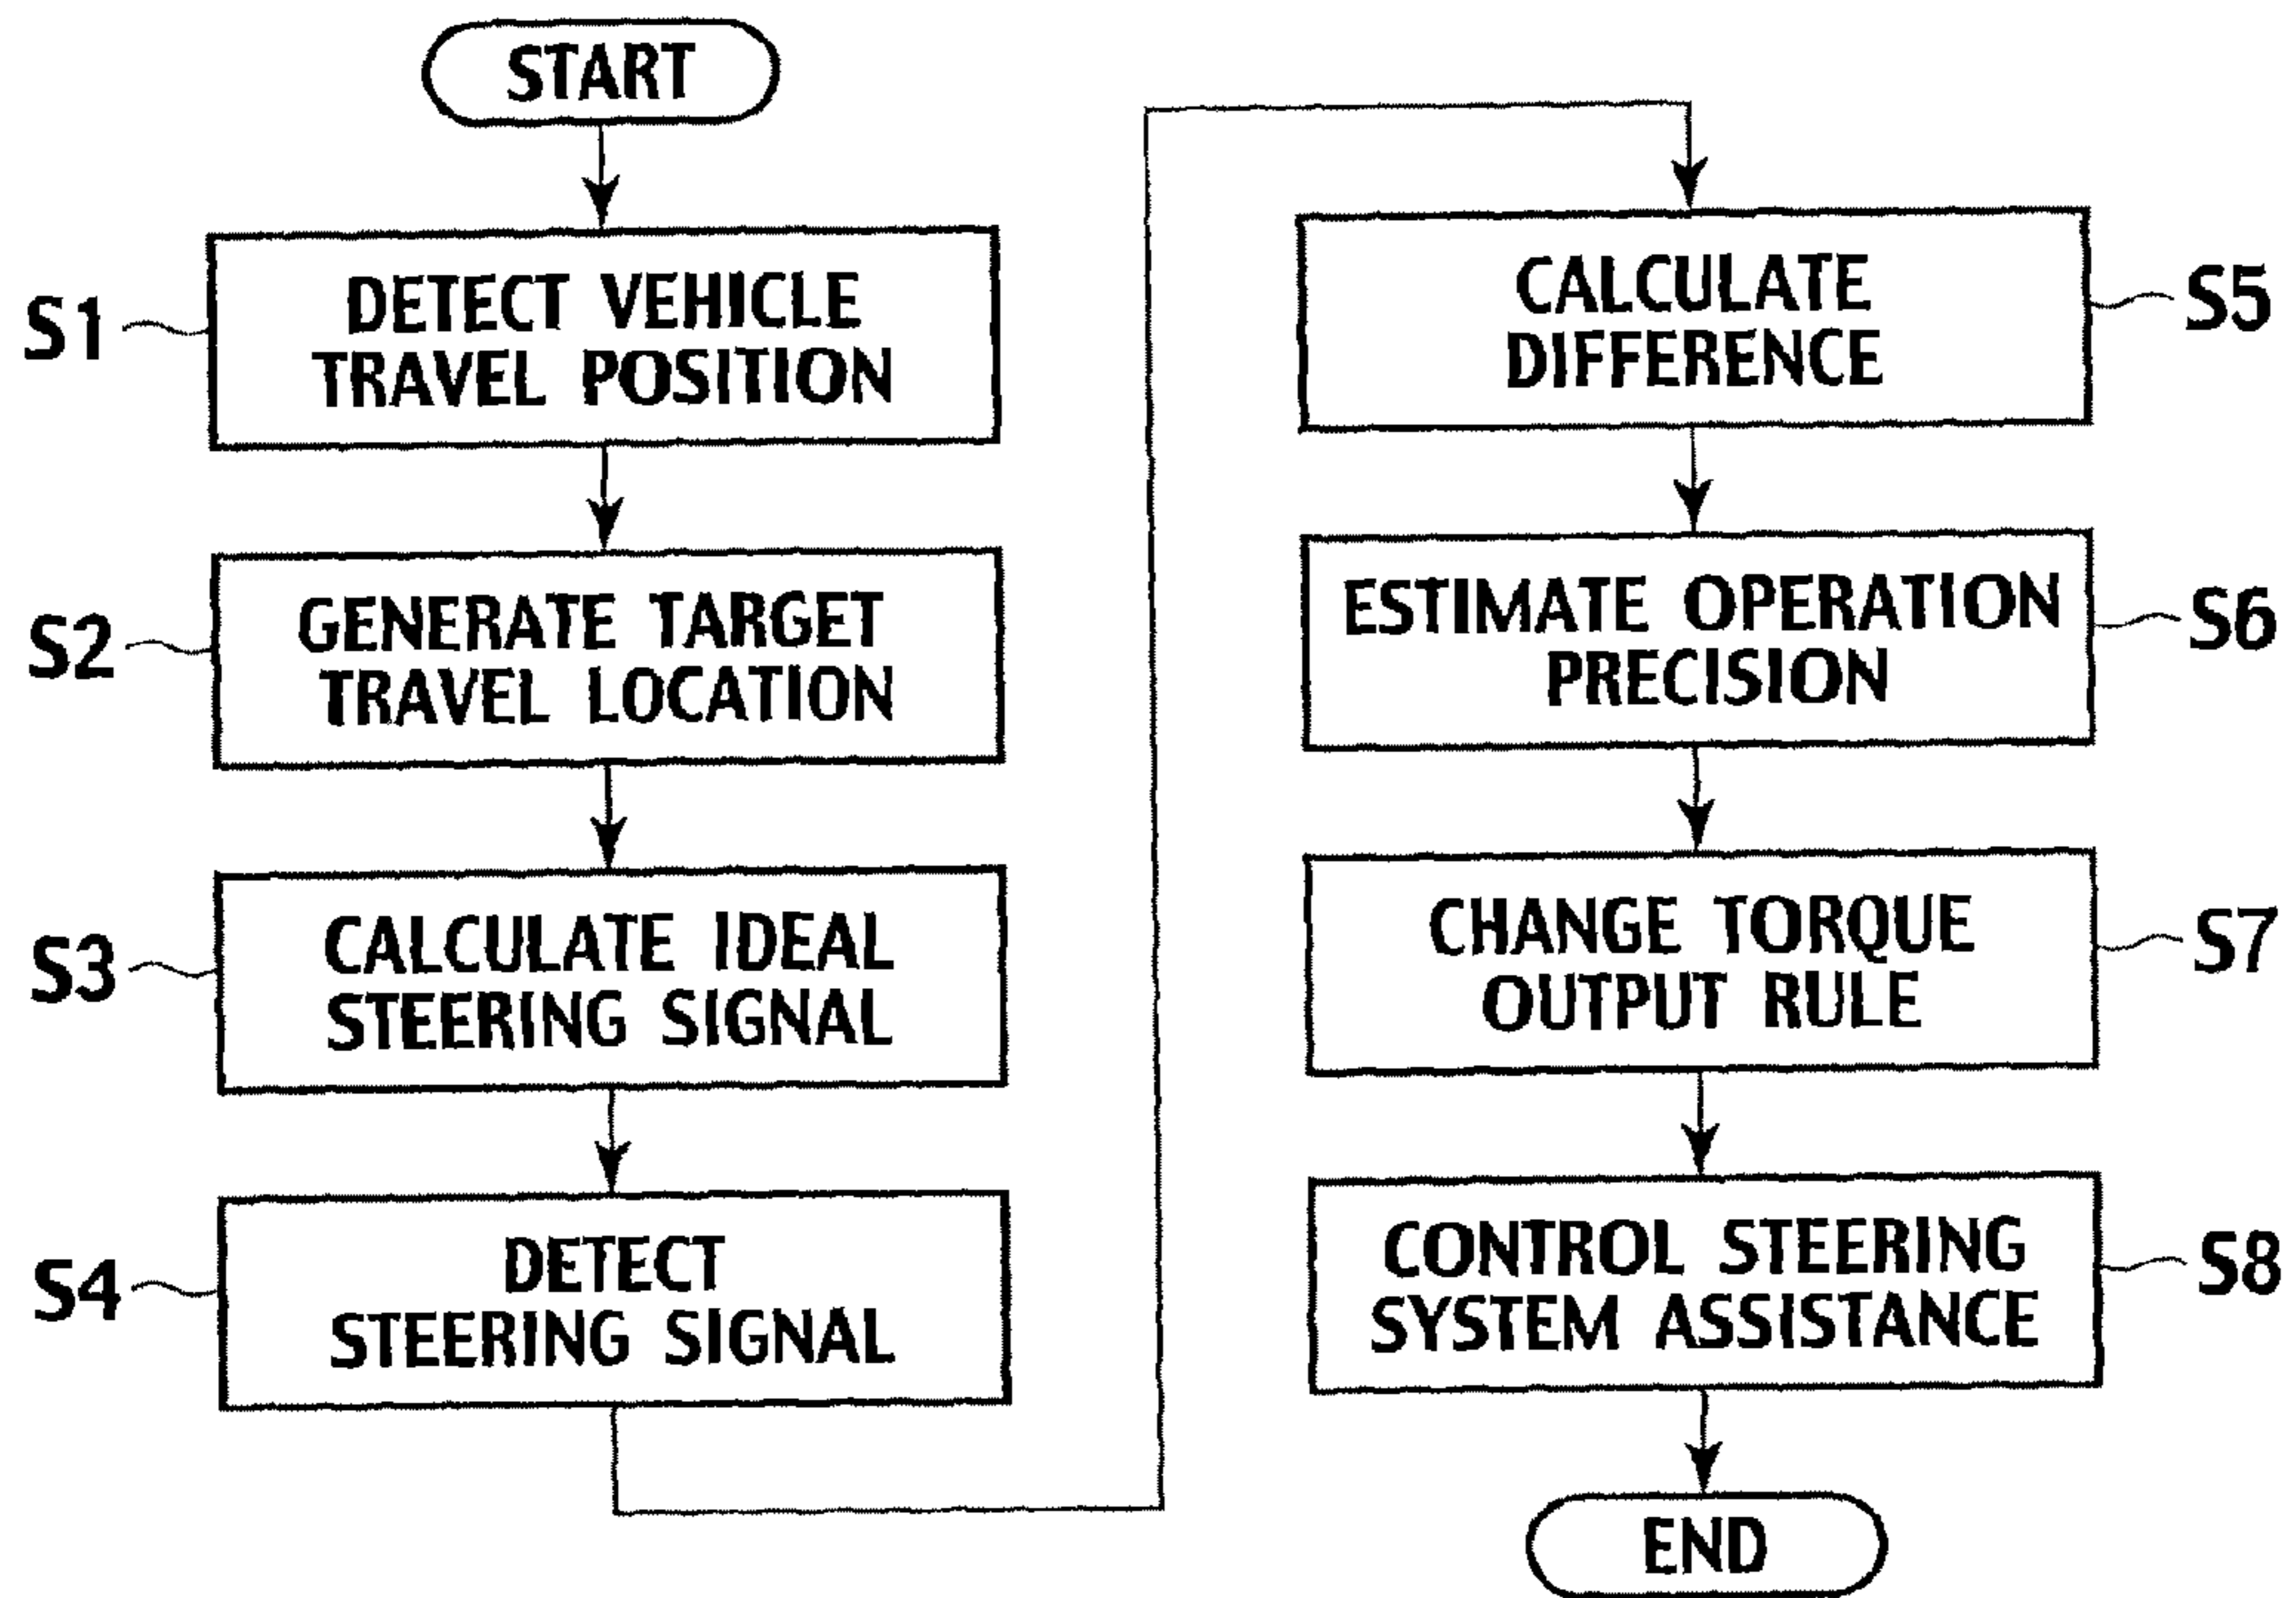 START
S1
DETECT VEHICLE
TRAVEL POSITION
S2
GENERATE TARGET
TRAVEL LOCATION
S3
CALCULATE IDEAL
STEERING SIGNAL
S4
DETECT
STEERING SIGNAL
CALCULATE
DIFFERENCE
S5
ESTIMATE OPERATION
PRECISION
S6
CHANGE TORQUE
OUTPUT RULE
S7
CONTROL STEERING
SYSTEM ASSISTANCE
S8
END